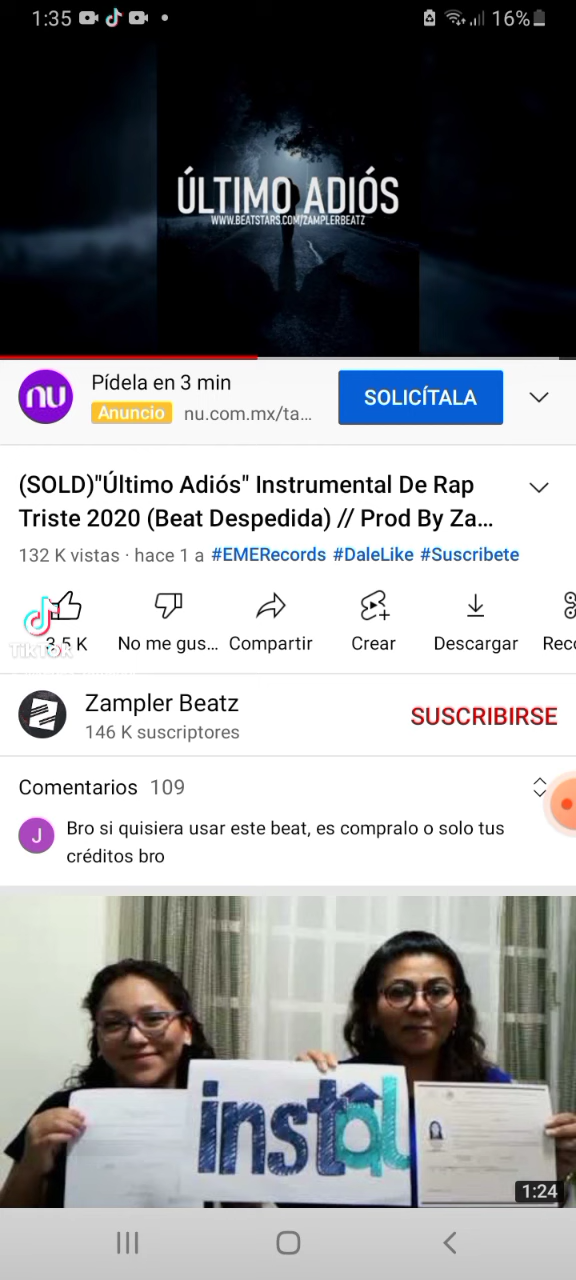 1:35
16%
ÚLTIMO ADIÓS
WWW.BEATSTARS.COM/ZAMPLERBEATZ
nu
Pídela en 3 min
Anuncio nu.com.mx/ta...
SOLICÍTALA
(SOLD)"Último Adiós" Instrumental De Rap
Triste 2020 (Beat Despedida) // Prod By Za...
132 K vistas · hace 1 a #EMERecords #DaleLike #Suscribete
3,5 K
No me gus...
Compartir
Crear
Descargar
Reco
TikTok
Zampler Beatz
146 K suscriptores
SUSCRIBIRSE
Comentarios 109
J
Bro si quisiera usar este beat, es compralo o solo tus
créditos bro
instal
1:24